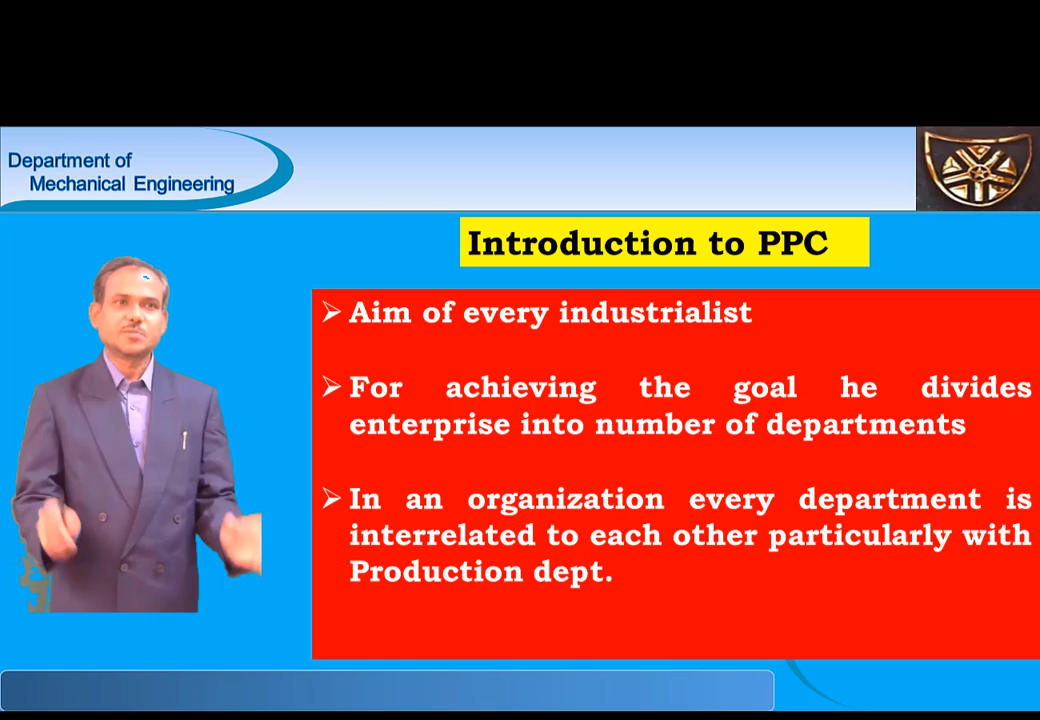 Department of
Mechanical Engineering
Introduction to PPC
Aim of every industrialist
For achieving the goal he divides
enterprise into number of departments
In an organization every department is
interrelated to each other particularly with
Production dept.